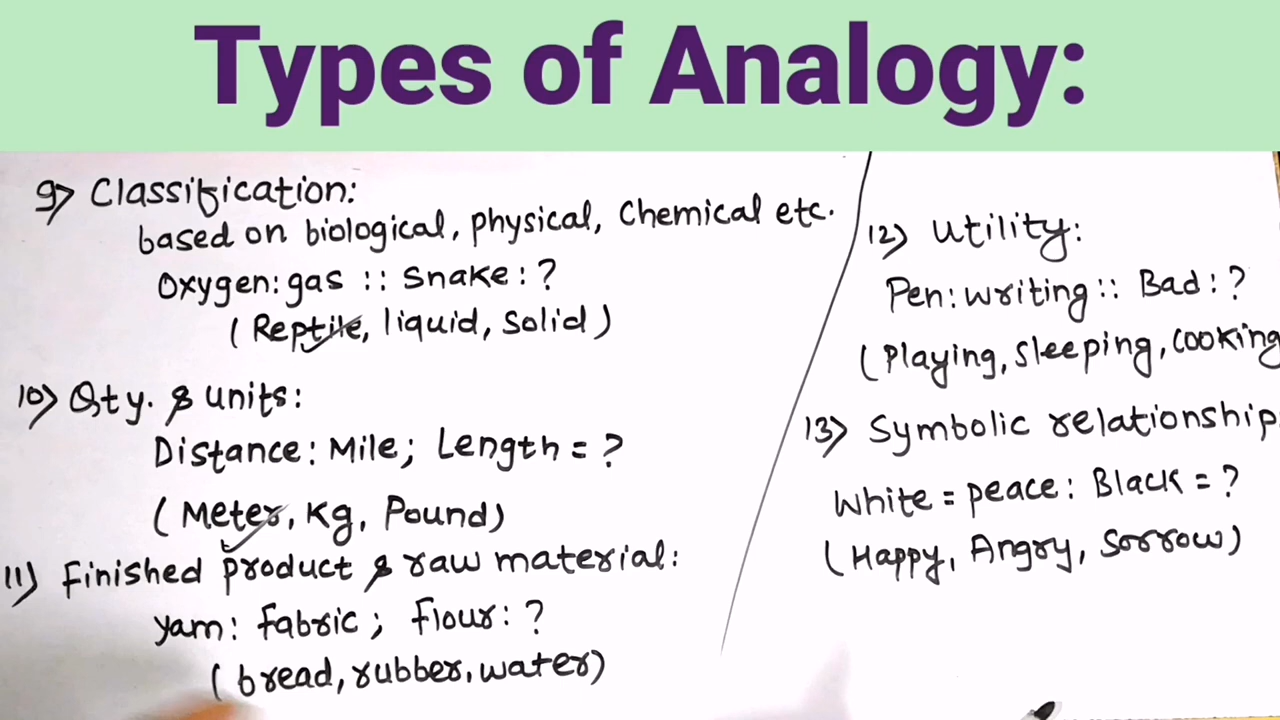 Types of Analogy:
9) Classification:
based on biological, physical, chemical etc.
Oxygen: gas :: Snake: ?
(Reptile, liquid, solid)
10) Qty. & units:
Distance: Mile; Length = ?
(Meter, Kg, Pound)
11) Finished product & raw material:
yarn: fabric; flour: ?
(bread, rubber, water)
12) Utility:
Pen: writing :: Bad: ?
(Playing, sleeping, cooking
13) Symbolic relationship:
White = peace: Black = ?
(Happy, Angry, Sorrow)